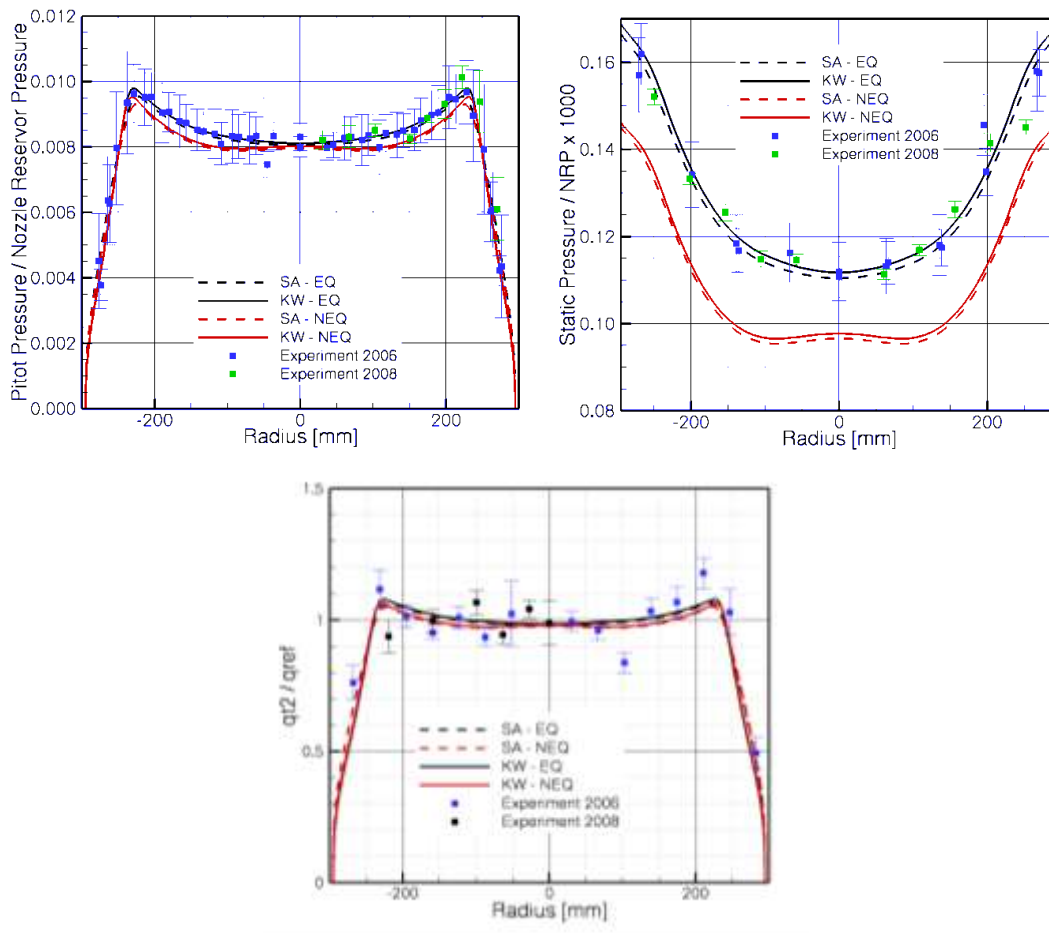 0.012
0.010
0.008
0.006
0.004
0.002
0.000
Pitot Pressure / Nozzle Reservor Pressure
SA - EQ
KW - EQ
SA - NEQ
KW - NEQ
Experiment 2006
Experiment 2008
-200
0
200
Radius [mm]
0.16
0.14
0.12
0.10
0.08
Static Pressure / NRP x 1000
SA - EQ
KW - EQ
SA - NEQ
KW - NEQ
Experiment 2006
Experiment 2008
-200
0
200
Radius [mm]
1.5
1
0.5
0
qt2 / qref
SA - EQ
SA - NEQ
KW - EQ
KW - NEQ
Experiment 2006
Experiment 2008
-200
0
200
Radius [mm]